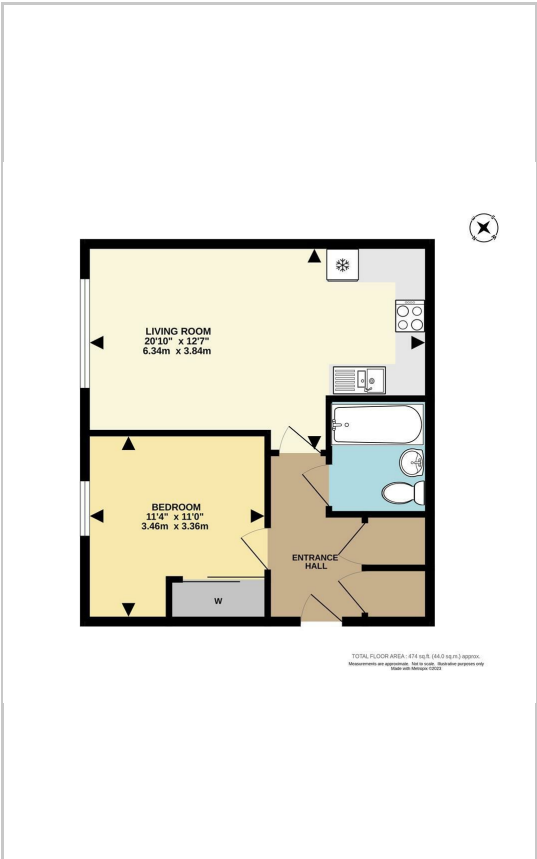 LIVING ROOM
20'10" x 12'7"
6.34m x 3.84m
BEDROOM
11'4" x 11'0"
3.46m x 3.36m
ENTRANCE
HALL
W
TOTAL FLOOR AREA : 474 sq.ft. (44.0 sq.m.) approx.
Measurements are approximate. Not to scale. Illustrative purposes only
Made with Metropix ©2023